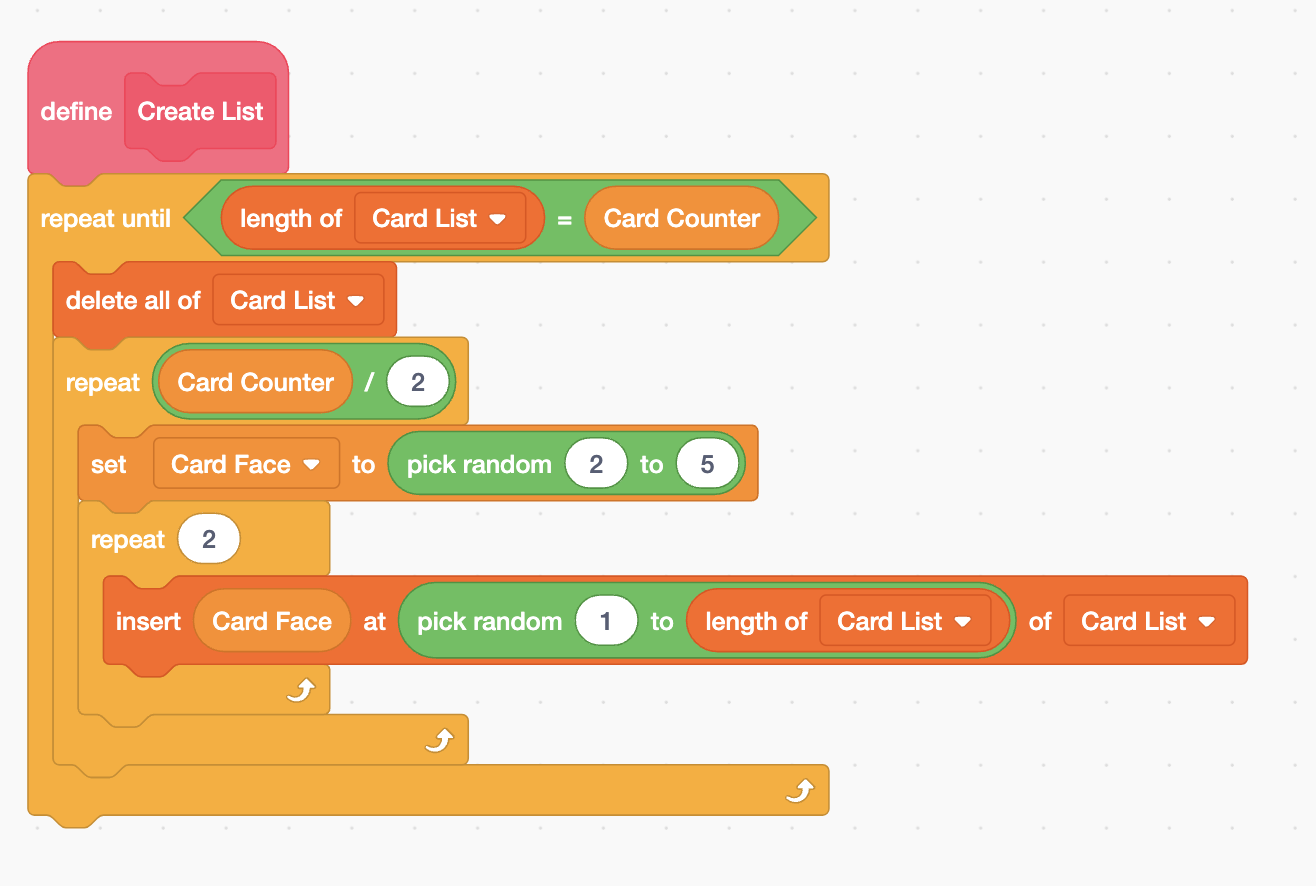 define Create List
repeat until length of Card List = Card Counter
delete all of Card List
repeat Card Counter / 2
set Card Face to pick random 2 to 5
repeat 2
insert Card Face at pick random 1 to length of Card List of Card List